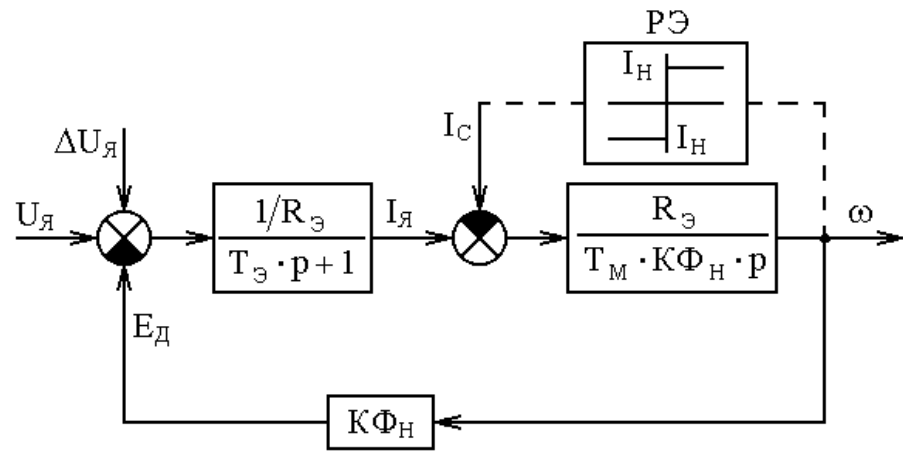 РЭ
I_Н
I_Н
I_С
ΔU_Я
U_Я
1/R_Э
T_Э · p + 1
I_Я
R_Э
T_М · КФ_Н · p
ω
E_Д
КФ_Н